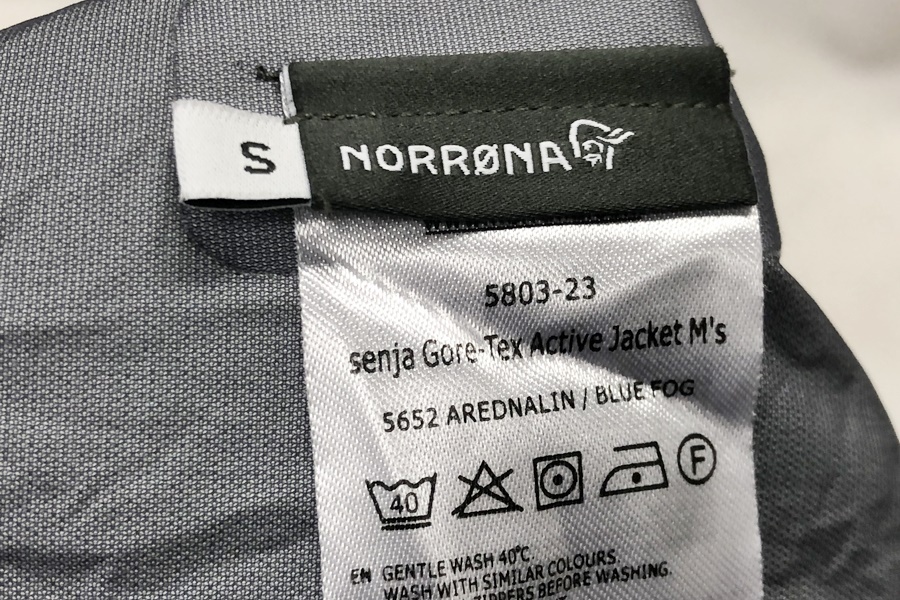 S
NORRØNA
5803-23
senja Gore-Tex Active Jacket M's
5652 AREDNALIN / BLUE FOG
40
F
EN GENTLE WASH 40°C.
WASH WITH SIMILAR COLOURS.
ZIPPERS BEFORE WASHING.